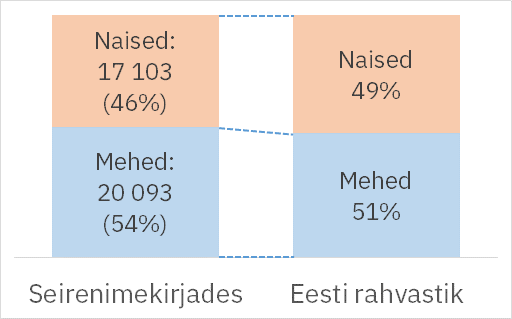 Naised:
17 103
(46%)
Naised
49%
Mehed:
20 093
(54%)
Mehed
51%
Seirenimekirjades
Eesti rahvastik